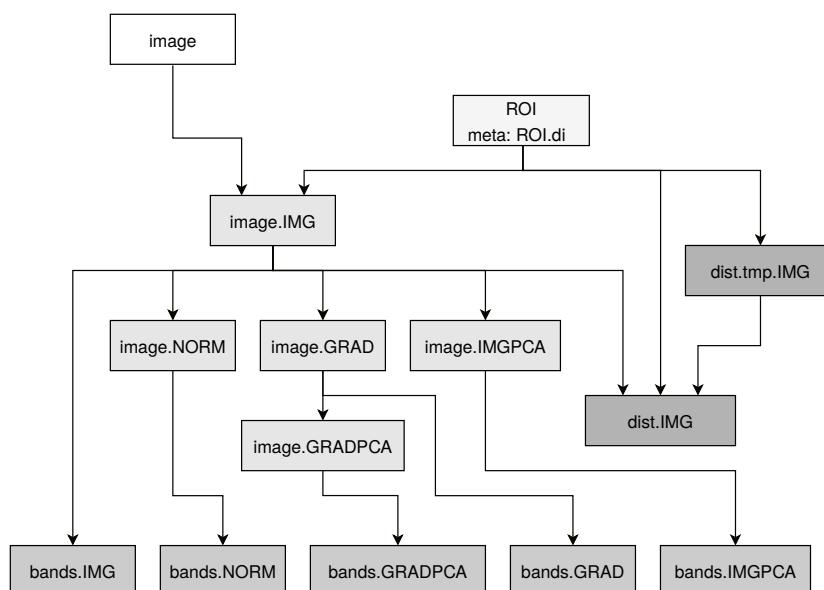 image
ROI
meta: ROI.di
image.IMG
dist.tmp.IMG
image.NORM
image.GRAD
image.IMGPCA
dist.IMG
image.GRADPCA
bands.IMG
bands.NORM
bands.GRADPCA
bands.GRAD
bands.IMGPCA